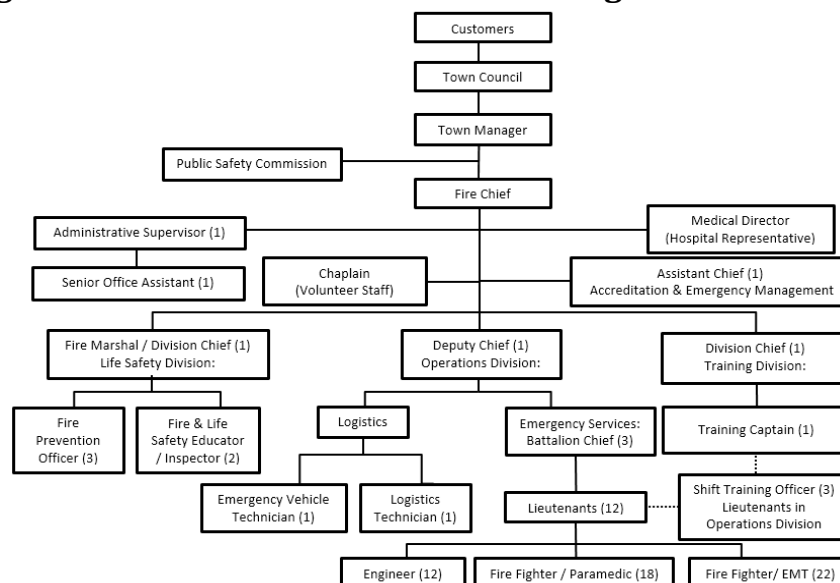 Customers
Town Council
Town Manager
Public Safety Commission
Fire Chief
Administrative Supervisor (1)
Medical Director
(Hospital Representative)
Senior Office Assistant (1)
Chaplain
(Volunteer Staff)
Assistant Chief (1)
Accreditation & Emergency Management
Fire Marshal / Division Chief (1)
Life Safety Division:
Deputy Chief (1)
Operations Division:
Division Chief (1)
Training Division:
Fire
Prevention
Officer (3)
Fire & Life
Safety Educator
/ Inspector (2)
Logistics
Emergency Services:
Battalion Chief (3)
Training Captain (1)
Emergency Vehicle
Technician (1)
Logistics
Technician (1)
Lieutenants (12)
Shift Training Officer (3)
Lieutenants in
Operations Division
Engineer (12)
Fire Fighter / Paramedic (18)
Fire Fighter/ EMT (22)